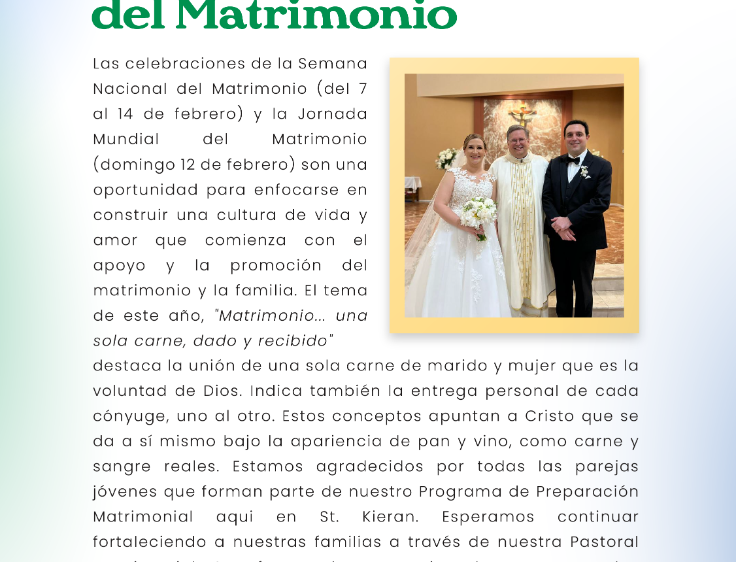 del Matrimonio
Las celebraciones de la Semana
Nacional del Matrimonio (del 7
al 14 de febrero) y la Jornada
Mundial del Matrimonio
(domingo 12 de febrero) son una
oportunidad para enfocarse en
construir una cultura de vida y
amor que comienza con el
apoyo y la promoción del
matrimonio y la familia. El tema
de este año, "Matrimonio... una
sola carne, dado y recibido"
destaca la unión de una sola carne de marido y mujer que es la
voluntad de Dios. Indica también la entrega personal de cada
cónyuge, uno al otro. Estos conceptos apuntan a Cristo que se
da a sí mismo bajo la apariencia de pan y vino, como carne y
sangre reales. Estamos agradecidos por todas las parejas
jóvenes que forman parte de nuestro Programa de Preparación
Matrimonial aqui en St. Kieran. Esperamos continuar
fortaleciendo a nuestras familias a través de nuestra Pastoral